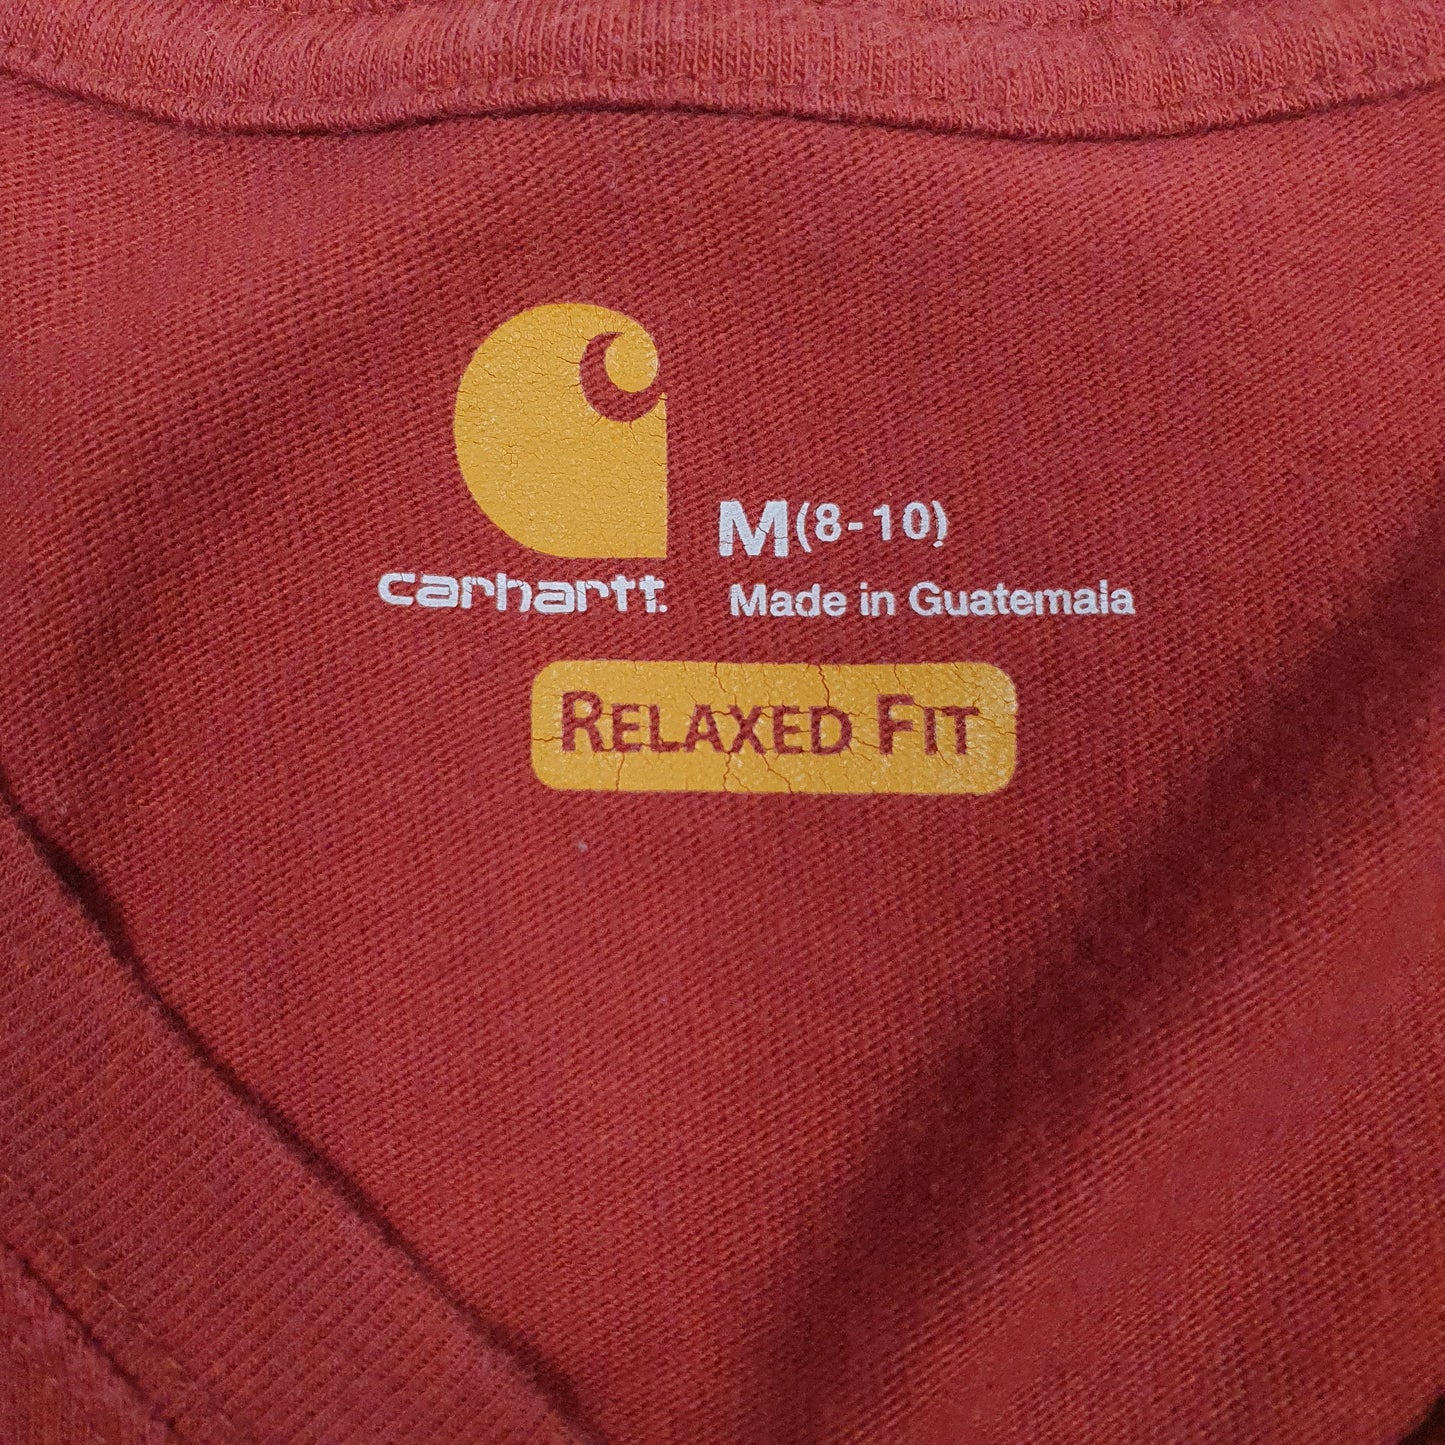 carhartt.
M (8-10)
Made in Guatemala
RELAXED FIT